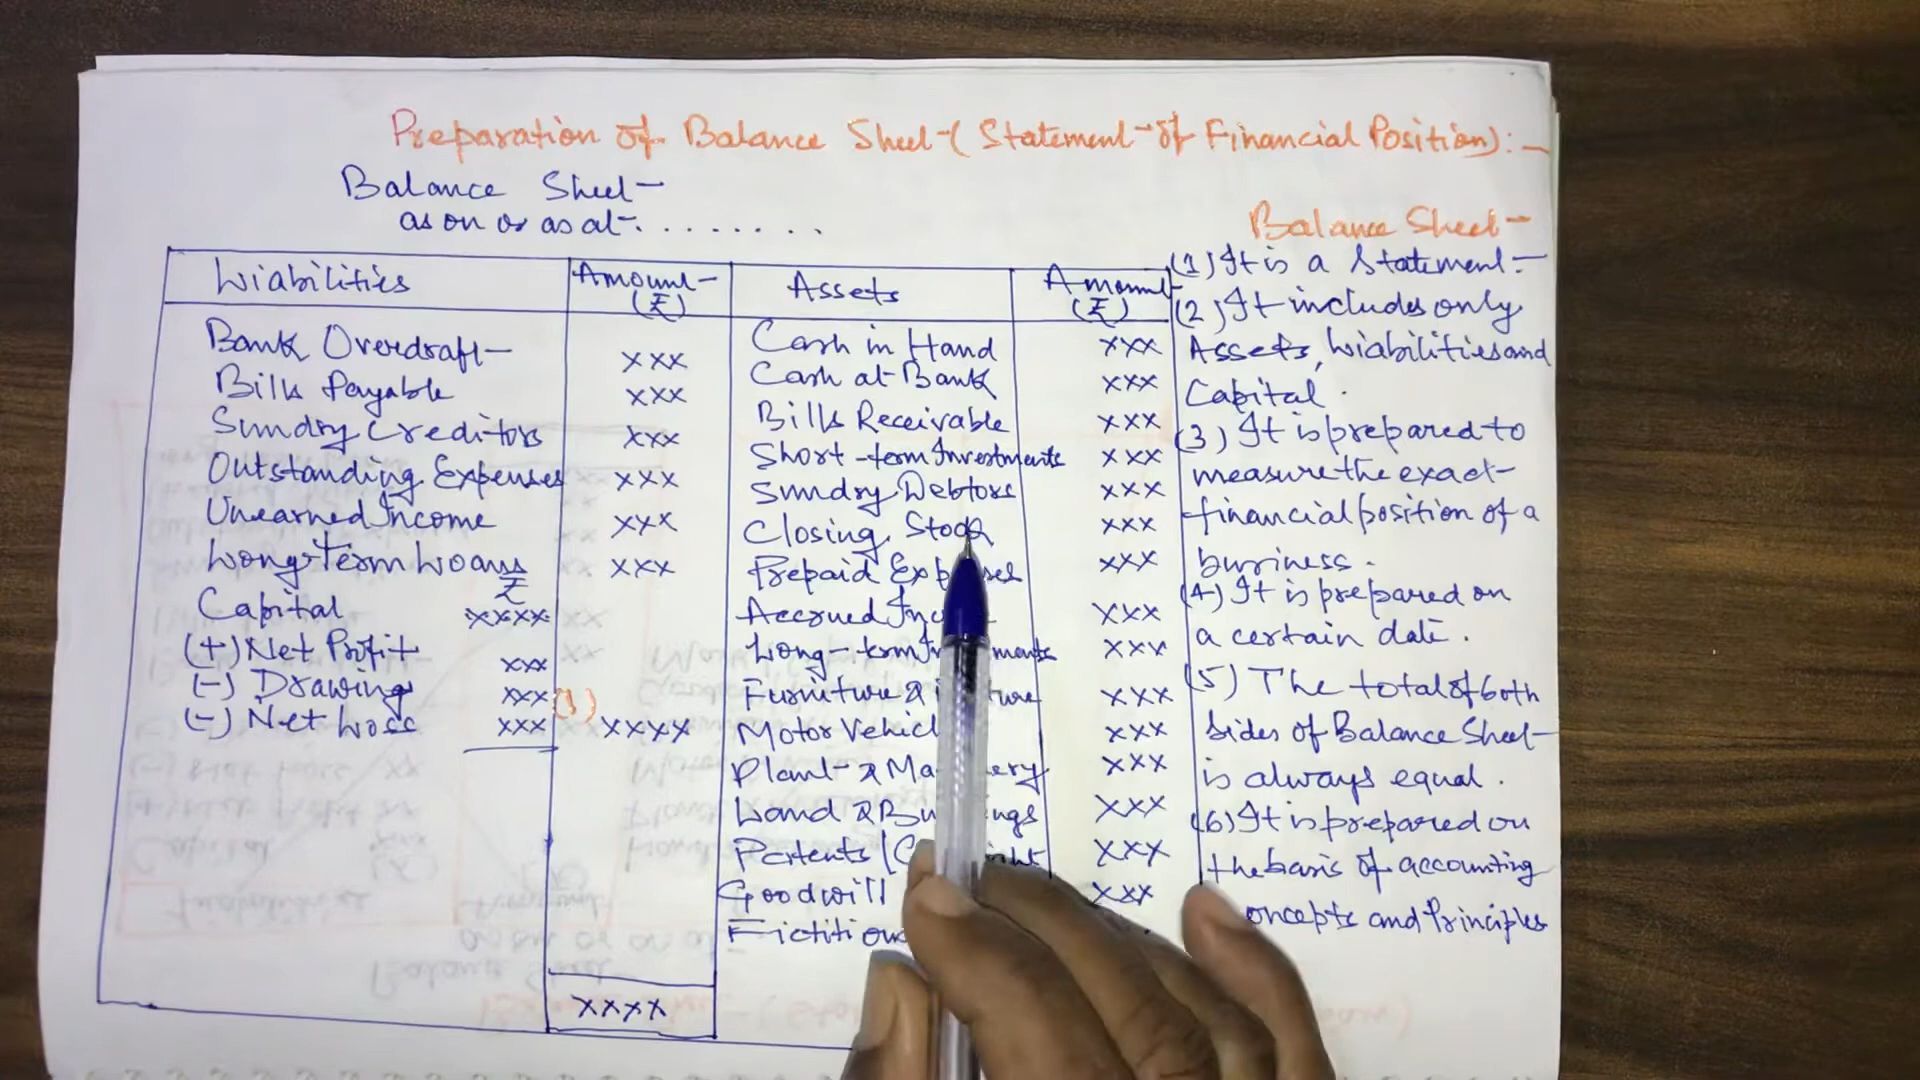 Preparation of Balance Sheet (Statement of Financial Position):-
Balance Sheet
as on or as at ........
Liabilities Amount (₹) Assets Amount (₹)
Bank Overdraft xxx Cash in Hand xxx
Bills Payable xxx Cash at Bank xxx
Sundry Creditors xxx Bills Receivable xxx
Outstanding Expenses xxx Short-term Investments xxx
Unearned Income xxx Sundry Debtors xxx
Long-term Loans xxx Closing Stock xxx
₹ Prepaid xxx
Capital xxxx Accrued xxx
(+) Net Profit xxx Long-term xxx
(-) Drawing xxx (1) Furniture & xxx
(-) Net Loss xxx xxxx Motor xxx
Plant & xxx
Land & xxx
xxx
Goodwill xxx
xxxx
Balance Sheet
(1) It is a Statement
(2) It includes only
Assets, Liabilities and
Capital.
(3) It is prepared to
measure the exact
financial position of a
business.
(4) It is prepared on
a certain date.
(5) The total of both
sides of Balance Sheet
is always equal.
(6) It is prepared on
the basis of accounting
and Principles